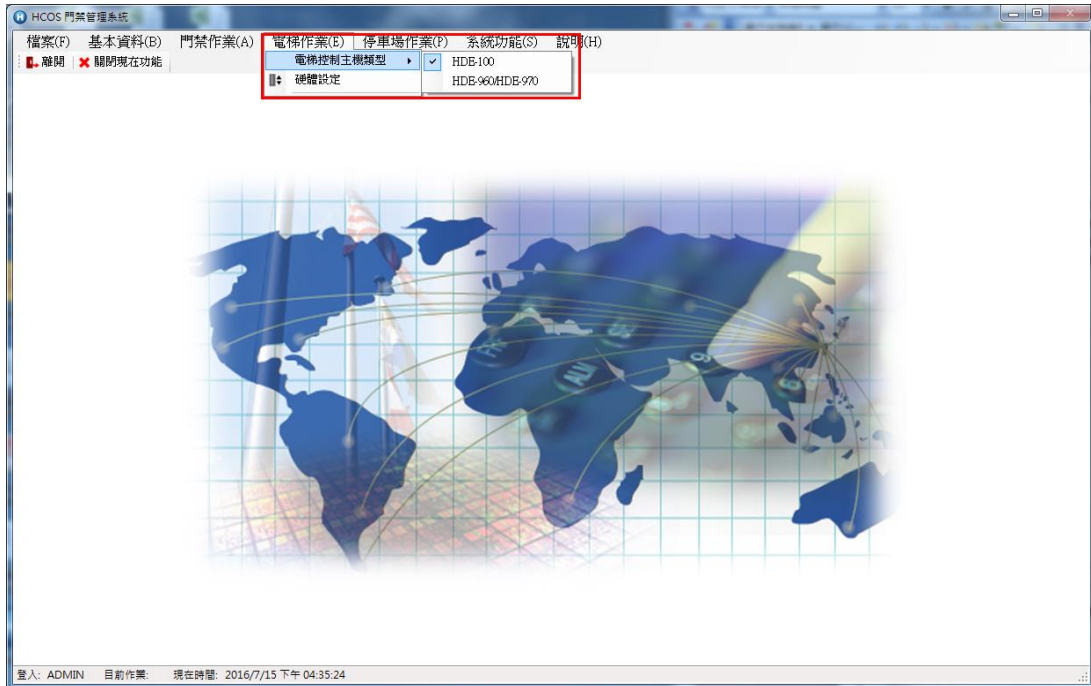 HCOS 門禁管理系統
檔案(F) 基本資料(B) 門禁作業(A) 電梯作業(E) 停車場作業(P) 系統功能(S) 說明(H)
離開 關閉現在功能
電梯控制主機類型 HDE-100
硬體設定 HDE-960/HDE-970
ALM
9
6
登入: ADMIN 目前作業: 現在時間: 2016/7/15 下午 04:35:24